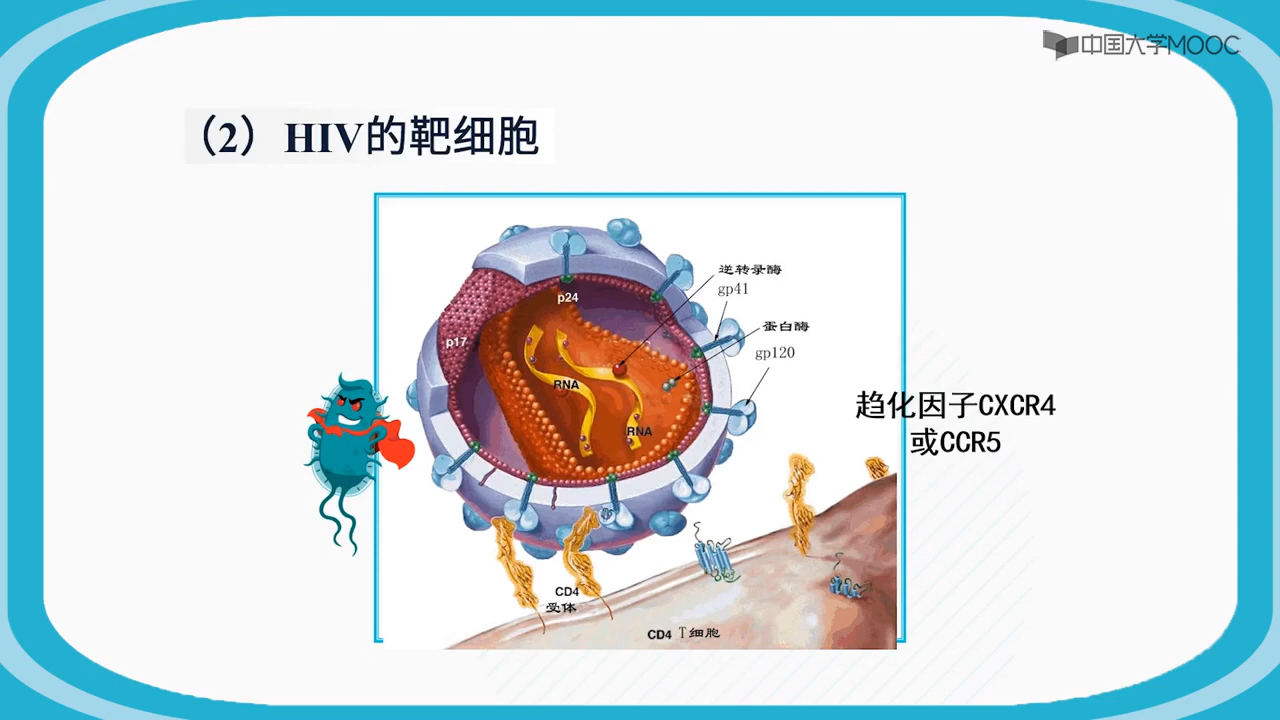 中国大学MOOC
（2）HIV的靶细胞
逆转录酶
gp41
p24
蛋白酶
p17
gp120
RNA
趋化因子CXCR4
或CCR5
RNA
CD4
受体
CD4 T细胞